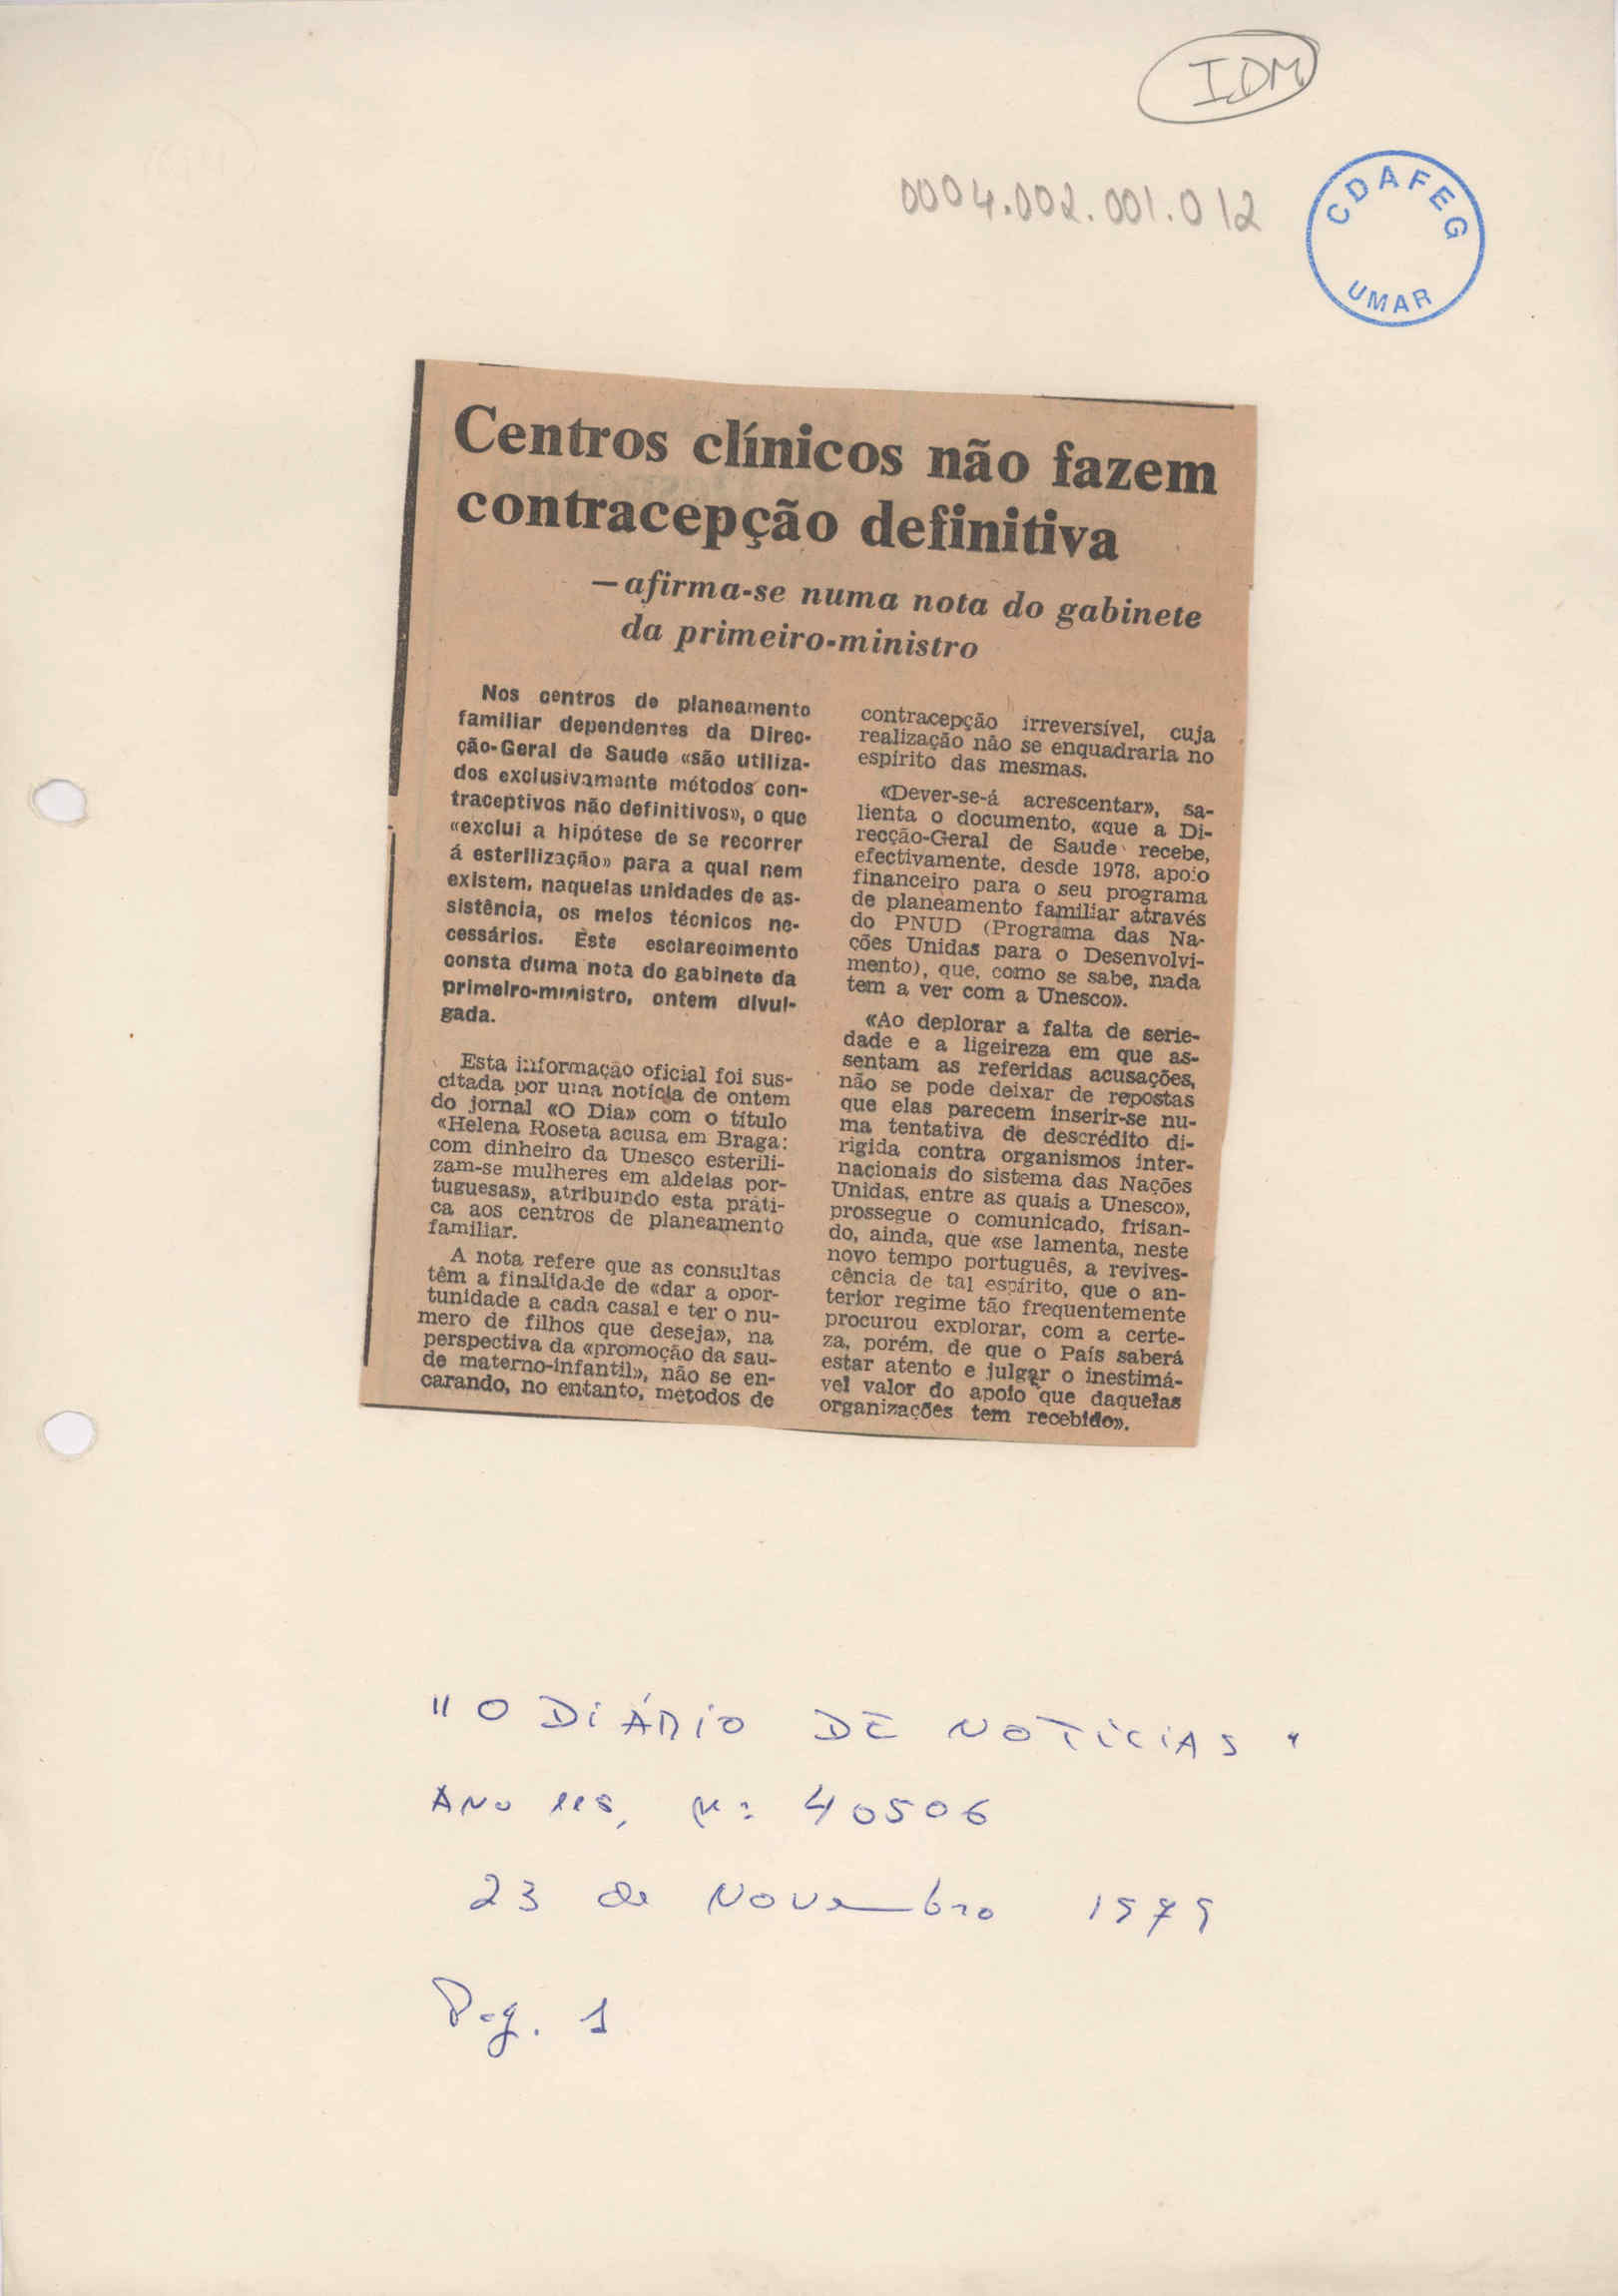 IDM
0004.002.001.012
CDAFEG
UMAR
Centros clínicos não fazem
contracepção definitiva
— afirma-se numa nota do gabinete
da primeiro-ministro
Nos centros de planeamento
familiar dependentes da Direc-
ção-Geral de Saude «são utiliza-
dos exclusivamente métodos con-
traceptivos não definitivos», o que
«exclui a hipótese de se recorrer
á esterilização» para a qual nem
existem, naquelas unidades de as-
sistência, os meios técnicos ne-
cessários. Este esclarecimento
consta duma nota do gabinete da
primeiro-ministro, ontem divul-
gada.
Esta informação oficial foi sus-
citada por uma notícia de ontem
do jornal «O Dia» com o título
«Helena Roseta acusa em Braga:
com dinheiro da Unesco esterili-
zam-se mulheres em aldeias por-
tuguesas», atribuindo esta práti-
ca aos centros de planeamento
familiar.
A nota refere que as consultas
têm a finalidade de «dar a opor-
tunidade a cada casal e ter o nu-
mero de filhos que deseja», na
perspectiva da «promoção da sau-
de materno-infantil», não se en-
carando, no entanto, métodos de
contracepção irreversível, cuja
realização não se enquadraria no
espírito das mesmas.
«Dever-se-á acrescentar», sa-
lienta o documento, «que a Di-
recção-Geral de Saude recebe,
efectivamente, desde 1978, apoio
financeiro para o seu programa
de planeamento familiar através
do PNUD (Programa das Na-
ções Unidas para o Desenvolvi-
mento), que, como se sabe, nada
tem a ver com a Unesco».
«Ao deplorar a falta de serie-
dade e a ligeireza em que as-
sentam as referidas acusações,
não se pode deixar de repostas
que elas parecem inserir-se nu-
ma tentativa de descrédito di-
rigida contra organismos inter-
nacionais do sistema das Nações
Unidas, entre as quais a Unesco»,
prossegue o comunicado, frisan-
do, ainda, que «se lamenta, neste
novo tempo português, a revives-
cência de tal espírito, que o an-
terior regime tão frequentemente
procurou explorar, com a certe-
za, porém, de que o País saberá
estar atento e julgar o inestimá-
vel valor do apoio que daquelas
organizações tem recebido».
"O DIÁRIO DE NOTÍCIAS"
ANO 115, Nº 40506
23 de Novembro 1979
Pag. 1